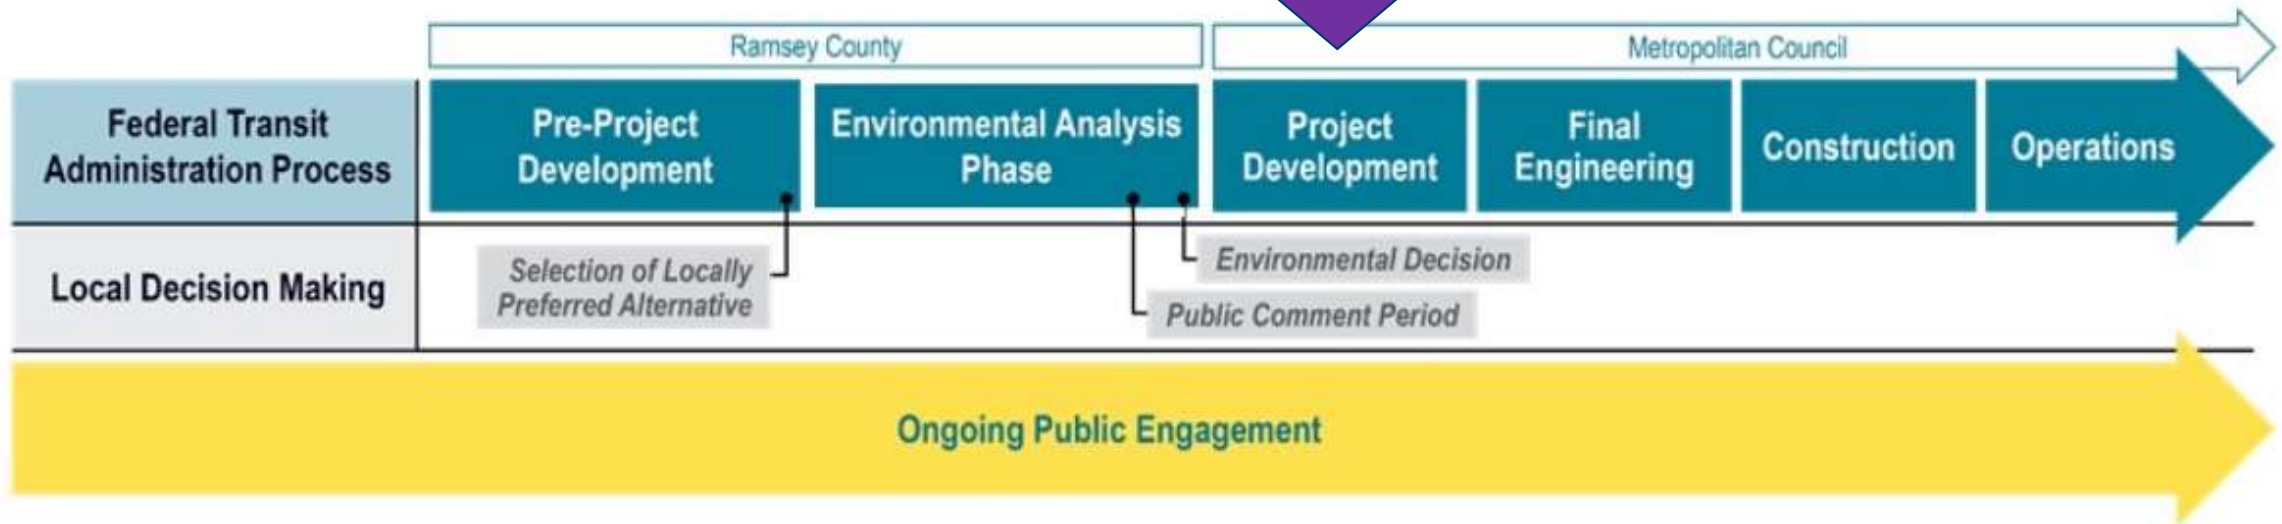 Ramsey County
Metropolitan Council
Federal Transit
Administration Process
Pre-Project
Development
Environmental Analysis
Phase
Project
Development
Final
Engineering
Construction
Operations
Local Decision Making
Selection of Locally
Preferred Alternative
Environmental Decision
Public Comment Period
Ongoing Public Engagement